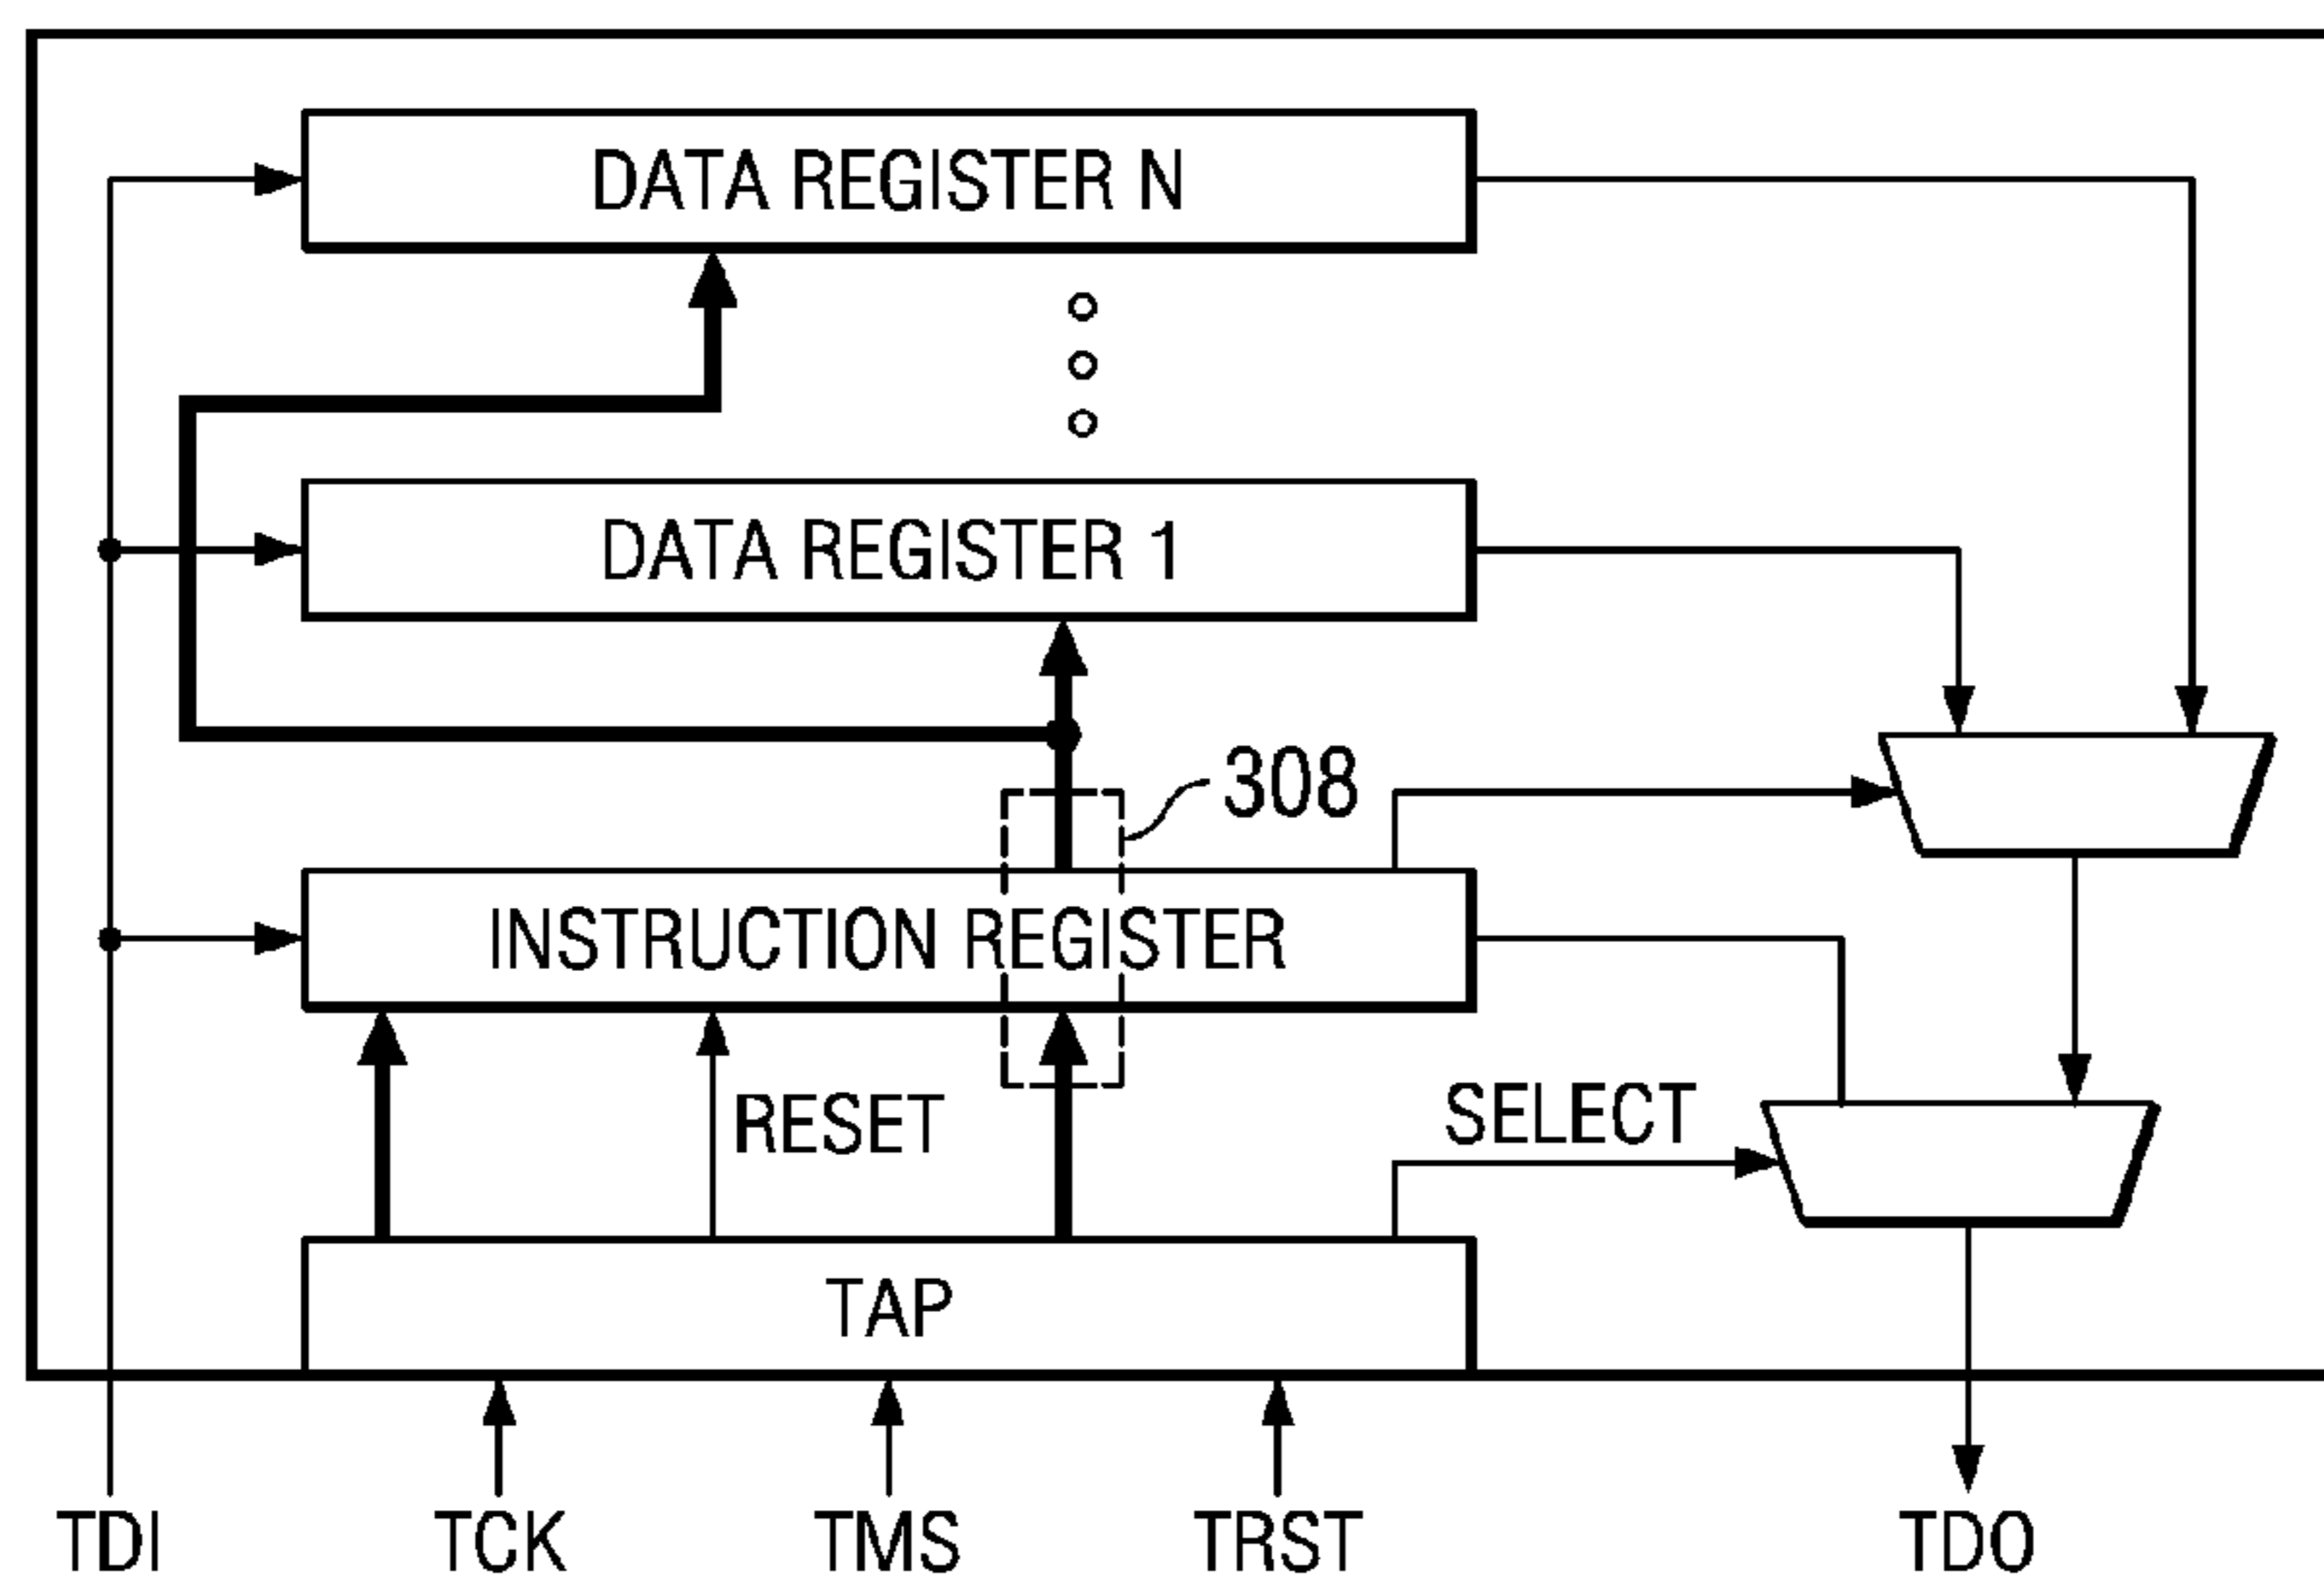 DATA REGISTER N
DATA REGISTER 1
308
INSTRUCTION REGISTER
RESET
SELECT
TAP
TDI
TCK
TMS
TRST
TDO